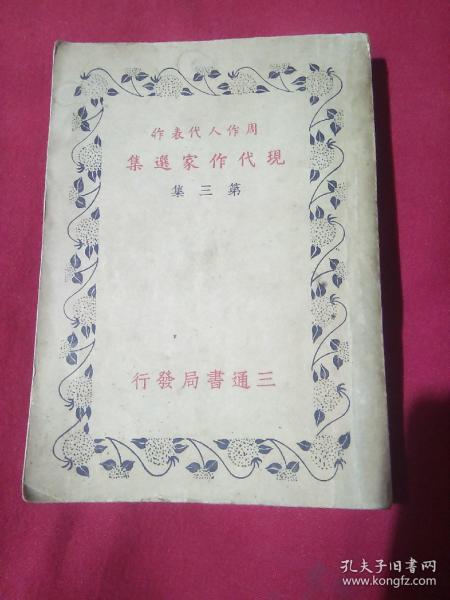 周作人代表作
現代作家選集
第三集
三通書局發行
孔夫子旧书网
www.kongfz.com